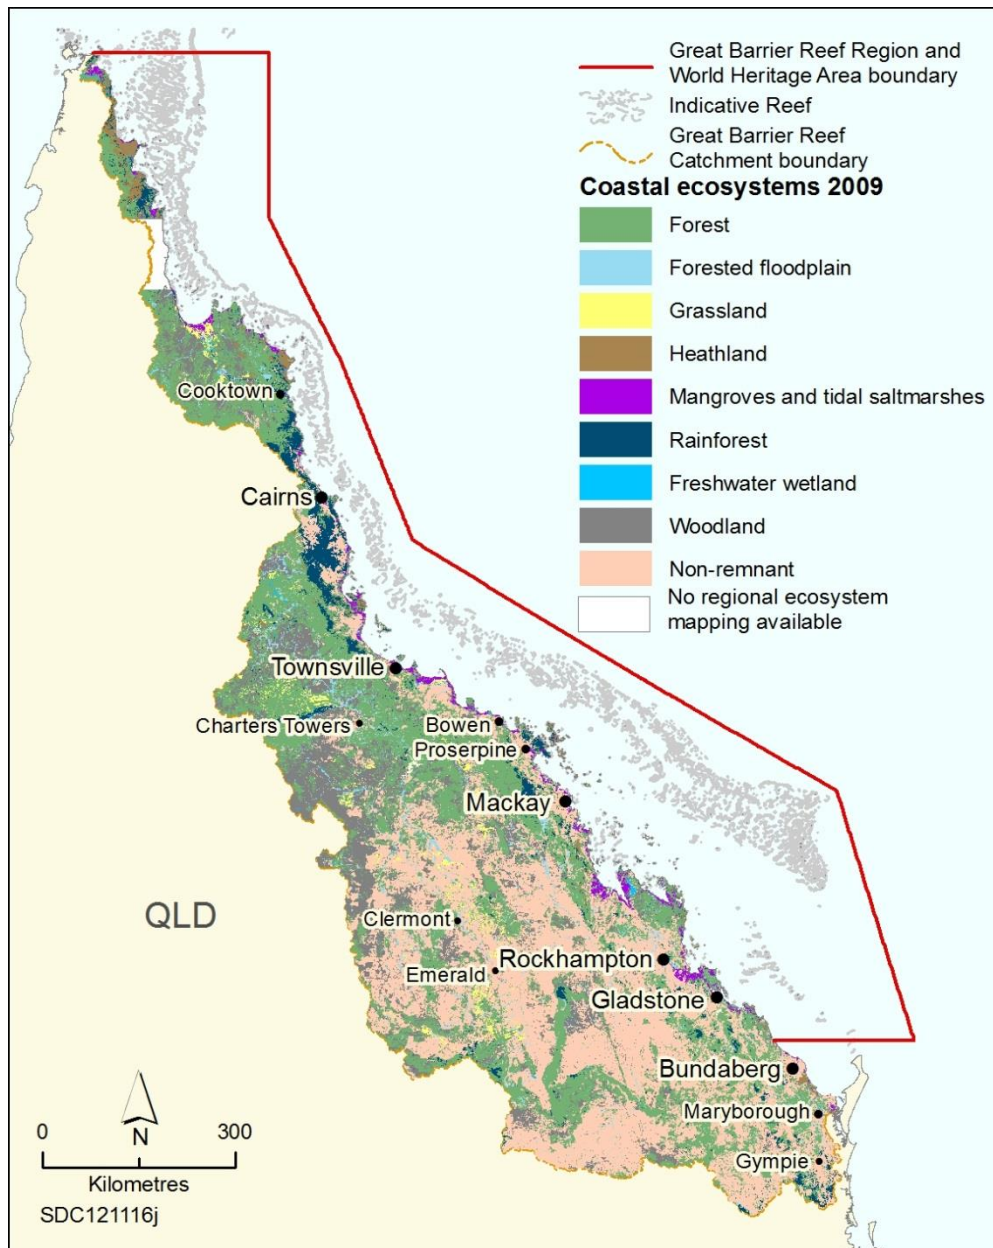 Great Barrier Reef Region and
World Heritage Area boundary
Indicative Reef
Great Barrier Reef
Catchment boundary
Coastal ecosystems 2009
Forest
Forested floodplain
Grassland
Heathland
Mangroves and tidal saltmarshes
Rainforest
Freshwater wetland
Woodland
Non-remnant
No regional ecosystem
mapping available
Cooktown
Cairns
Townsville
Charters Towers
Bowen
Proserpine
Mackay
QLD
Clermont
Emerald
Rockhampton
Gladstone
Bundaberg
Maryborough
Gympie
0 N 300
Kilometres
SDC121116j